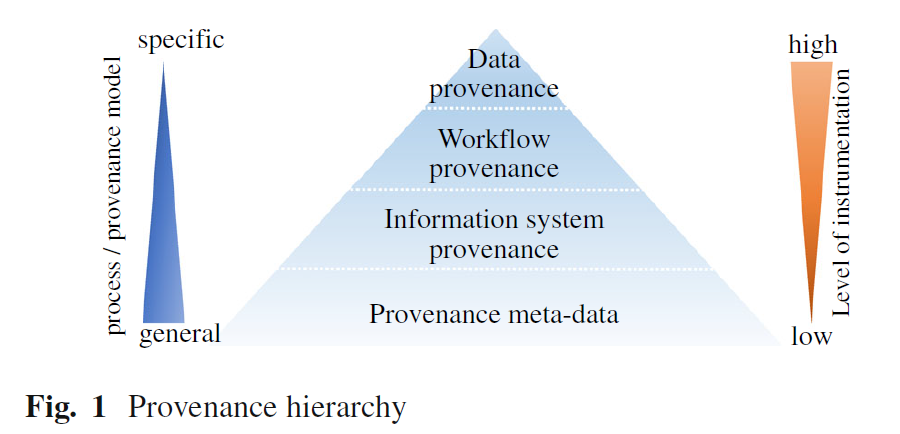 specific
process / provenance model
general
Data
provenance
Workflow
provenance
Information system
provenance
Provenance meta-data
high
Level of instrumentation
low
Fig. 1 Provenance hierarchy